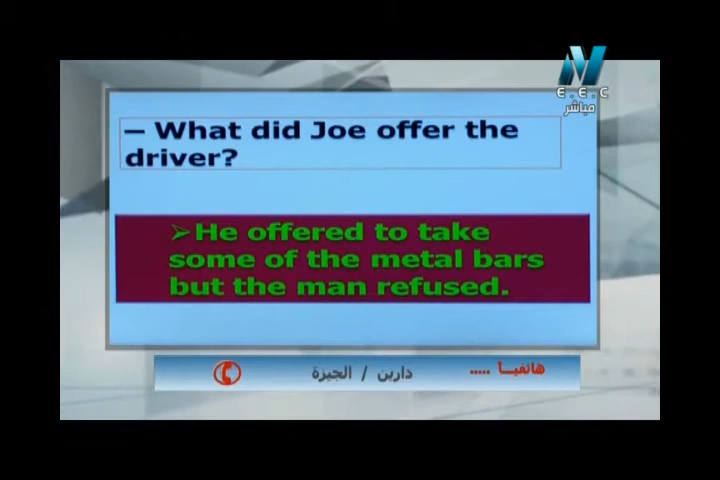 E.E.C
مباشر
– What did Joe offer the
driver?
➢He offered to take
some of the metal bars
but the man refused.
هاتفيـــا .....
دارين / الجيزة